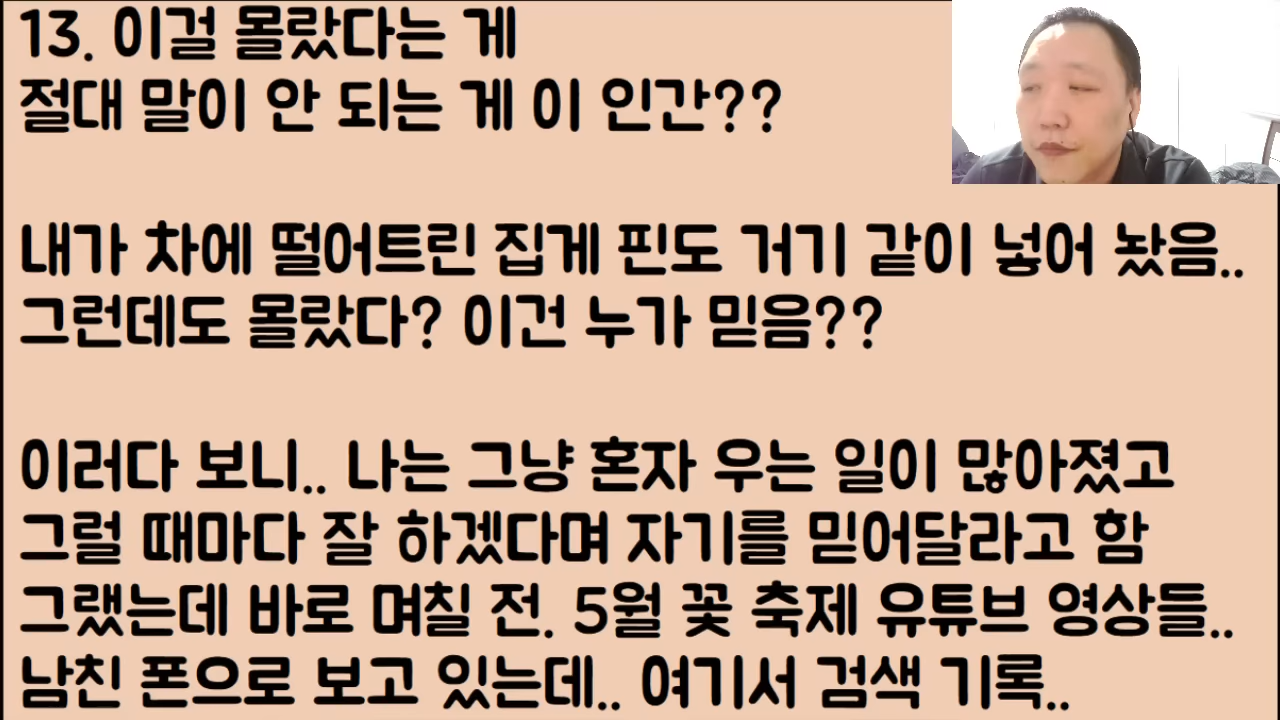 13. 이걸 몰랐다는 게
절대 말이 안 되는 게 이 인간??
내가 차에 떨어트린 집게 핀도 거기 같이 넣어 놨음..
그런데도 몰랐다? 이건 누가 믿음??
이러다 보니.. 나는 그냥 혼자 우는 일이 많아졌고
그럴 때마다 잘 하겠다며 자기를 믿어달라고 함
그랬는데 바로 며칠 전. 5월 꽃 축제 유튜브 영상들..
남친 폰으로 보고 있는데.. 여기서 검색 기록..